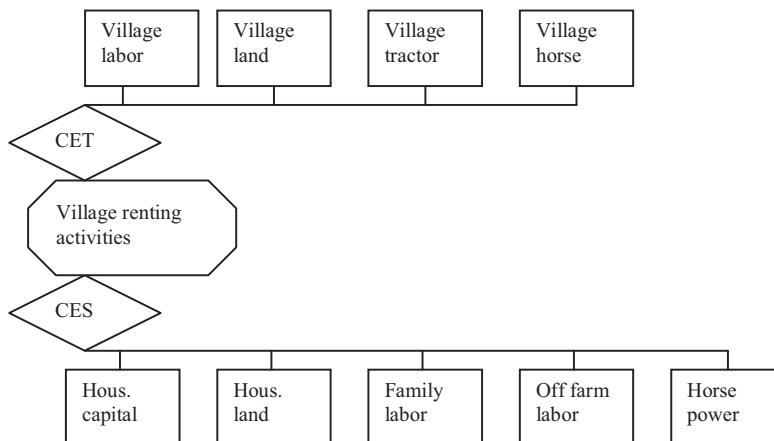 Village
labor
Village
land
Village
tractor
Village
horse
CET
Village renting
activities
CES
Hous.
capital
Hous.
land
Family
labor
Off farm
labor
Horse
power